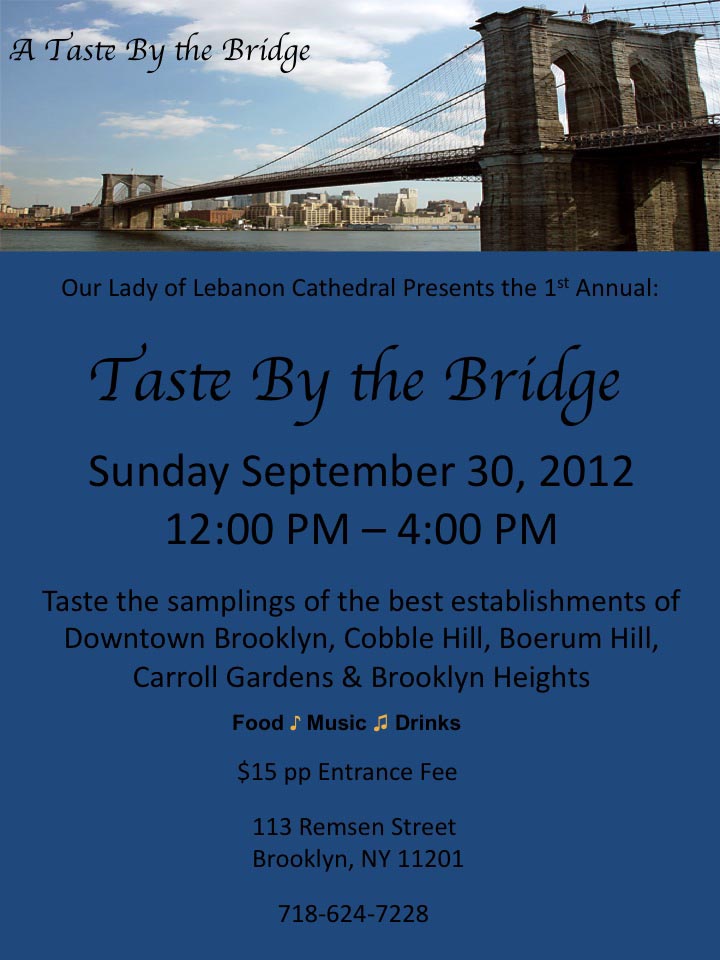 A Taste By the Bridge
Our Lady of Lebanon Cathedral Presents the 1st Annual:
Taste By the Bridge
Sunday September 30, 2012
12:00 PM – 4:00 PM
Taste the samplings of the best establishments of
Downtown Brooklyn, Cobble Hill, Boerum Hill,
Carroll Gardens & Brooklyn Heights
Food ♪ Music ♫ Drinks
$15 pp Entrance Fee
113 Remsen Street
Brooklyn, NY 11201
718-624-7228